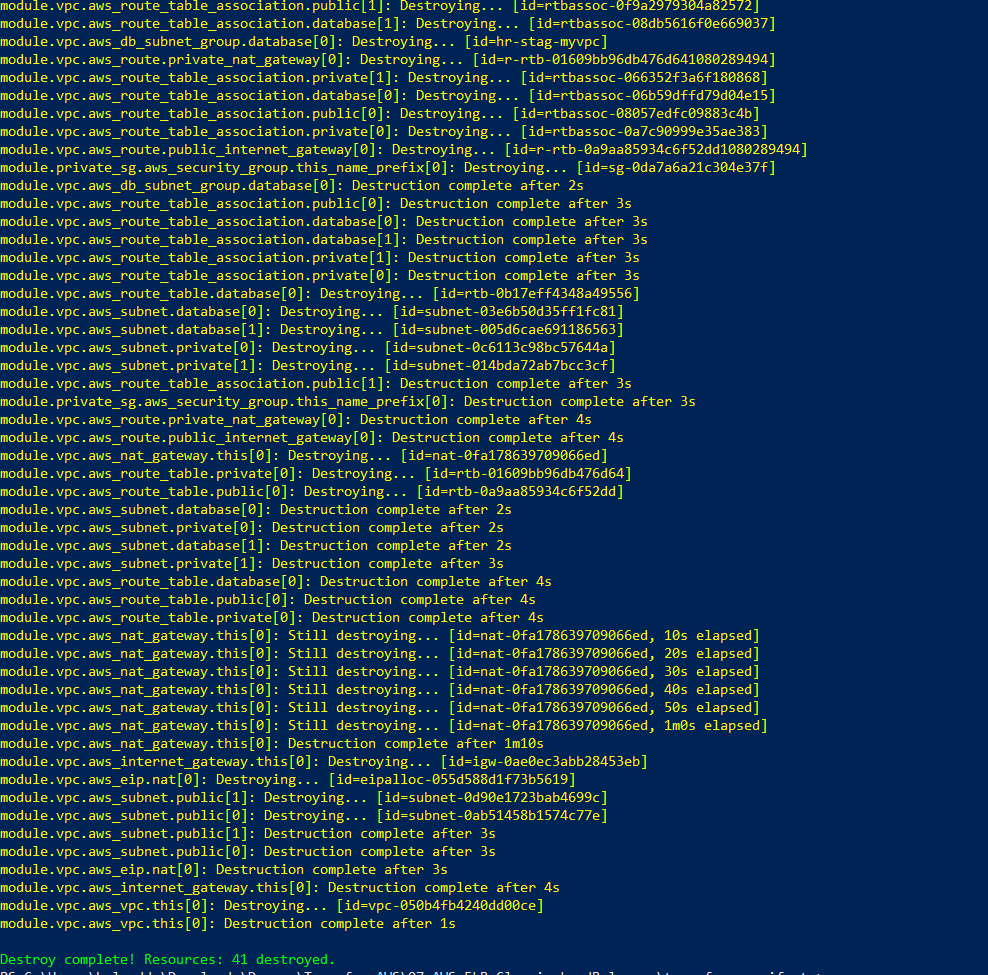 module.vpc.aws_route_table_association.public[1]: Destroying... [id=rtbassoc-0f9a2979304a82572]
module.vpc.aws_route_table_association.database[1]: Destroying... [id=rtbassoc-08db5616f0e669037]
module.vpc.aws_db_subnet_group.database[0]: Destroying... [id=hr-stag-myvpc]
module.vpc.aws_route.private_nat_gateway[0]: Destroying... [id=r-rtb-01609bb96db476d641080289494]
module.vpc.aws_route_table_association.private[1]: Destroying... [id=rtbassoc-066352f3a6f180868]
module.vpc.aws_route_table_association.database[0]: Destroying... [id=rtbassoc-06b59dffd79d04e15]
module.vpc.aws_route_table_association.public[0]: Destroying... [id=rtbassoc-08057edfc09883c4b]
module.vpc.aws_route_table_association.private[0]: Destroying... [id=rtbassoc-0a7c90999e35ae383]
module.vpc.aws_route.public_internet_gateway[0]: Destroying... [id=r-rtb-0a9aa85934c6f52dd1080289494]
module.private_sg.aws_security_group.this_name_prefix[0]: Destroying... [id=sg-0da7a6a21c304e37f]
module.vpc.aws_db_subnet_group.database[0]: Destruction complete after 2s
module.vpc.aws_route_table_association.public[0]: Destruction complete after 3s
module.vpc.aws_route_table_association.database[0]: Destruction complete after 3s
module.vpc.aws_route_table_association.database[1]: Destruction complete after 3s
module.vpc.aws_route_table_association.private[1]: Destruction complete after 3s
module.vpc.aws_route_table_association.private[0]: Destruction complete after 3s
module.vpc.aws_route_table.database[0]: Destroying... [id=rtb-0b17eff4348a49556]
module.vpc.aws_subnet.database[0]: Destroying... [id=subnet-03e6b50d35ff1fc81]
module.vpc.aws_subnet.database[1]: Destroying... [id=subnet-005d6cae691186563]
module.vpc.aws_subnet.private[0]: Destroying... [id=subnet-0c6113c98bc57644a]
module.vpc.aws_subnet.private[1]: Destroying... [id=subnet-014bda72ab7bcc3cf]
module.vpc.aws_route_table_association.public[1]: Destruction complete after 3s
module.private_sg.aws_security_group.this_name_prefix[0]: Destruction complete after 3s
module.vpc.aws_route.private_nat_gateway[0]: Destruction complete after 4s
module.vpc.aws_route.public_internet_gateway[0]: Destruction complete after 4s
module.vpc.aws_nat_gateway.this[0]: Destroying... [id=nat-0fa178639709066ed]
module.vpc.aws_route_table.private[0]: Destroying... [id=rtb-01609bb96db476d64]
module.vpc.aws_route_table.public[0]: Destroying... [id=rtb-0a9aa85934c6f52dd]
module.vpc.aws_subnet.database[0]: Destruction complete after 2s
module.vpc.aws_subnet.private[0]: Destruction complete after 2s
module.vpc.aws_subnet.database[1]: Destruction complete after 2s
module.vpc.aws_subnet.private[1]: Destruction complete after 3s
module.vpc.aws_route_table.database[0]: Destruction complete after 4s
module.vpc.aws_route_table.public[0]: Destruction complete after 4s
module.vpc.aws_route_table.private[0]: Destruction complete after 4s
module.vpc.aws_nat_gateway.this[0]: Still destroying... [id=nat-0fa178639709066ed, 10s elapsed]
module.vpc.aws_nat_gateway.this[0]: Still destroying... [id=nat-0fa178639709066ed, 20s elapsed]
module.vpc.aws_nat_gateway.this[0]: Still destroying... [id=nat-0fa178639709066ed, 30s elapsed]
module.vpc.aws_nat_gateway.this[0]: Still destroying... [id=nat-0fa178639709066ed, 40s elapsed]
module.vpc.aws_nat_gateway.this[0]: Still destroying... [id=nat-0fa178639709066ed, 50s elapsed]
module.vpc.aws_nat_gateway.this[0]: Still destroying... [id=nat-0fa178639709066ed, 1m0s elapsed]
module.vpc.aws_nat_gateway.this[0]: Destruction complete after 1m10s
module.vpc.aws_internet_gateway.this[0]: Destroying... [id=igw-0ae0ec3abb28453eb]
module.vpc.aws_eip.nat[0]: Destroying... [id=eipalloc-055d588d1f73b5619]
module.vpc.aws_subnet.public[1]: Destroying... [id=subnet-0d90e1723bab4699c]
module.vpc.aws_subnet.public[0]: Destroying... [id=subnet-0ab51458b1574c77e]
module.vpc.aws_subnet.public[1]: Destruction complete after 3s
module.vpc.aws_subnet.public[0]: Destruction complete after 3s
module.vpc.aws_eip.nat[0]: Destruction complete after 3s
module.vpc.aws_internet_gateway.this[0]: Destruction complete after 4s
module.vpc.aws_vpc.this[0]: Destroying... [id=vpc-050b4fb4240dd00ce]
module.vpc.aws_vpc.this[0]: Destruction complete after 1s
Destroy complete! Resources: 41 destroyed.